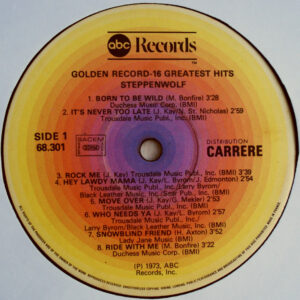 abc Records
GOLDEN RECORD-16 GREATEST HITS
STEPPENWOLF
1. BORN TO BE WILD (M. Bonfire) 3'28
Duchess Music Corp. (BMI)
2. IT'S NEVER TOO LATE (J. Kay/N. St. Nicholas) 2'59
Trousdale Music Publ., Inc. (BMI)
SIDE 1
68.301
SACEM
DISTRIBUTION
CARRERE
3. ROCK ME (J. Kay) Trousdale Music Publ., Inc (BMI) 3'39
4. HEY LAWDY MAMA (J. Kay/L. Byrom/J. Edmonton) 2'54
Trousdale Music Publ., Inc./Larry Byrom/
Black Leather Music, Inc./
5. MOVE OVER (J. Kay/G. Mekler) 2'53
Trousdale Music Publ., Inc. (BMI)
6. WHO NEEDS YA (J. Kay/L. Byrom) 2'57
Trousdale Music Publ., Inc./
Larry Byrom/Black Leather Music, Inc. (BMI)
7. SNOWBLIND FRIEND (H. Axton) 3'53
Lady Jane Music (BMI)
8. RIDE WITH ME (M. Bonfire) 3'22
Duchess Music Corp. (BMI)
(P) 1973, ABC
Records, Inc.